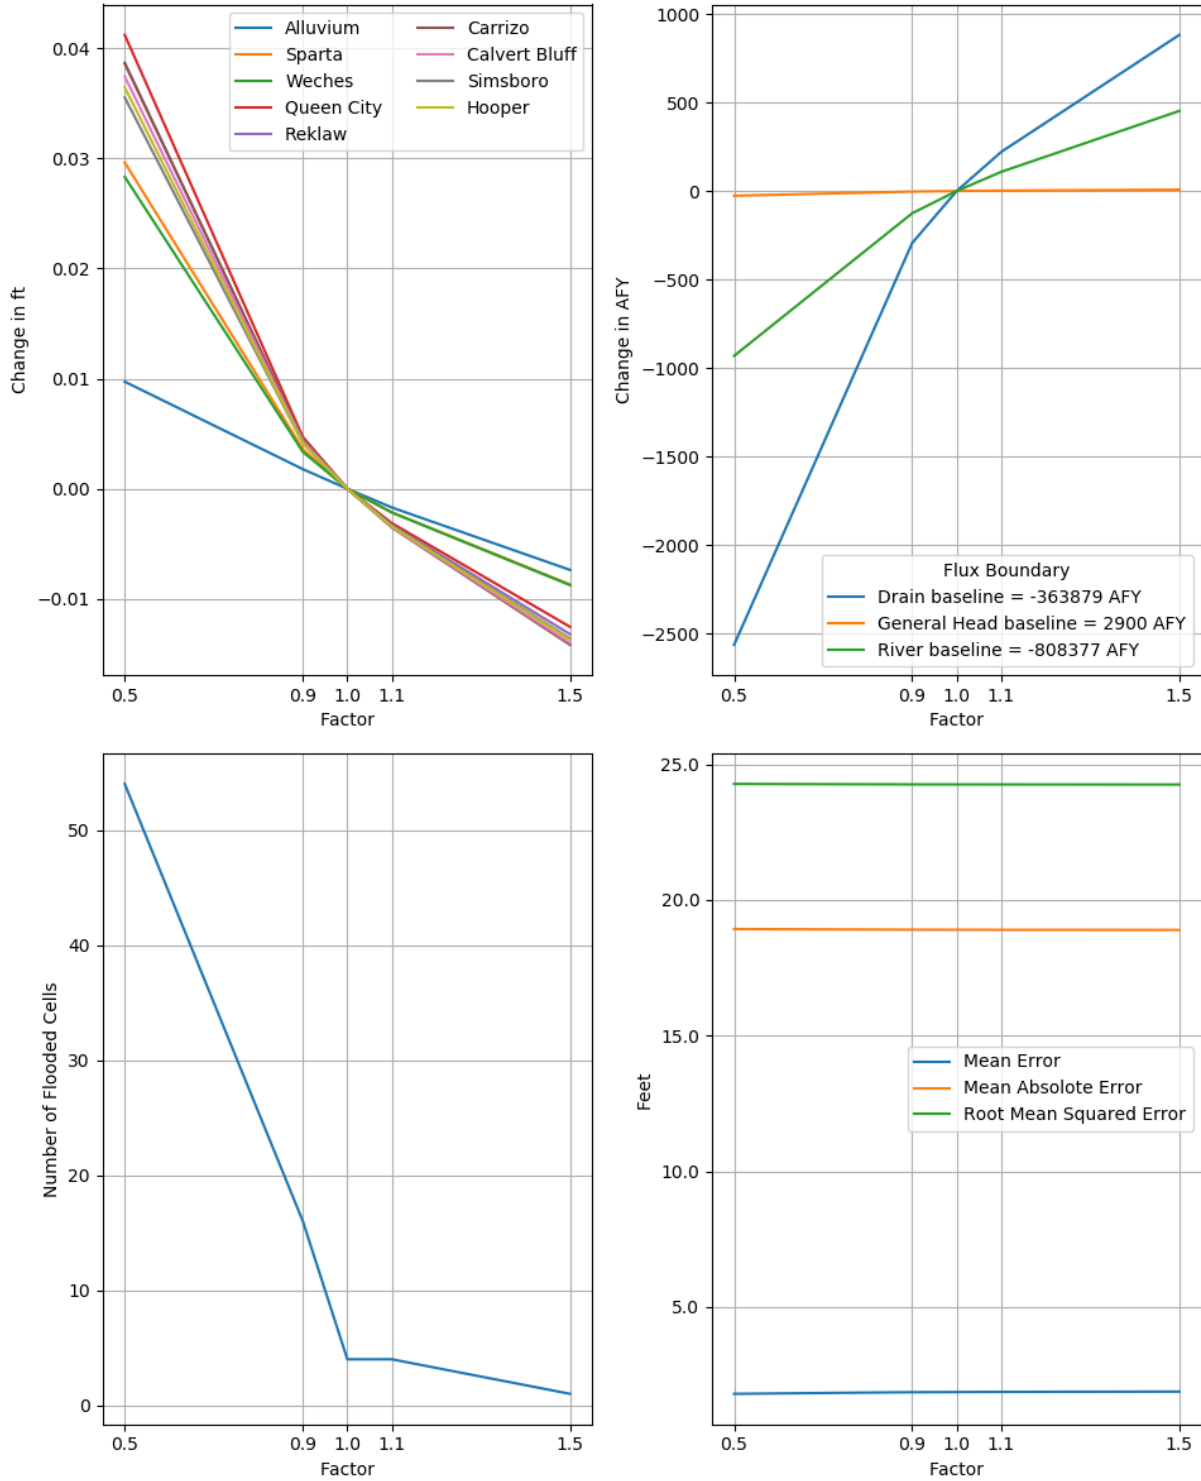 Alluvium
Sparta
Weches
Queen City
Reklaw
Carrizo
Calvert Bluff
Simsboro
Hooper
0.04
0.03
0.02
0.01
0.00
−0.01
Change in ft
0.5
0.9
1.0
1.1
1.5
Factor
1000
500
0
−500
−1000
−1500
−2000
−2500
Change in AFY
Flux Boundary
Drain baseline = -363879 AFY
General Head baseline = 2900 AFY
River baseline = -808377 AFY
0.5
0.9
1.0
1.1
1.5
Factor
50
40
30
20
10
0
Number of Flooded Cells
0.5
0.9
1.0
1.1
1.5
Factor
25.0
20.0
15.0
10.0
5.0
Feet
Mean Error
Mean Absolute Error
Root Mean Squared Error
0.5
0.9
1.0
1.1
1.5
Factor